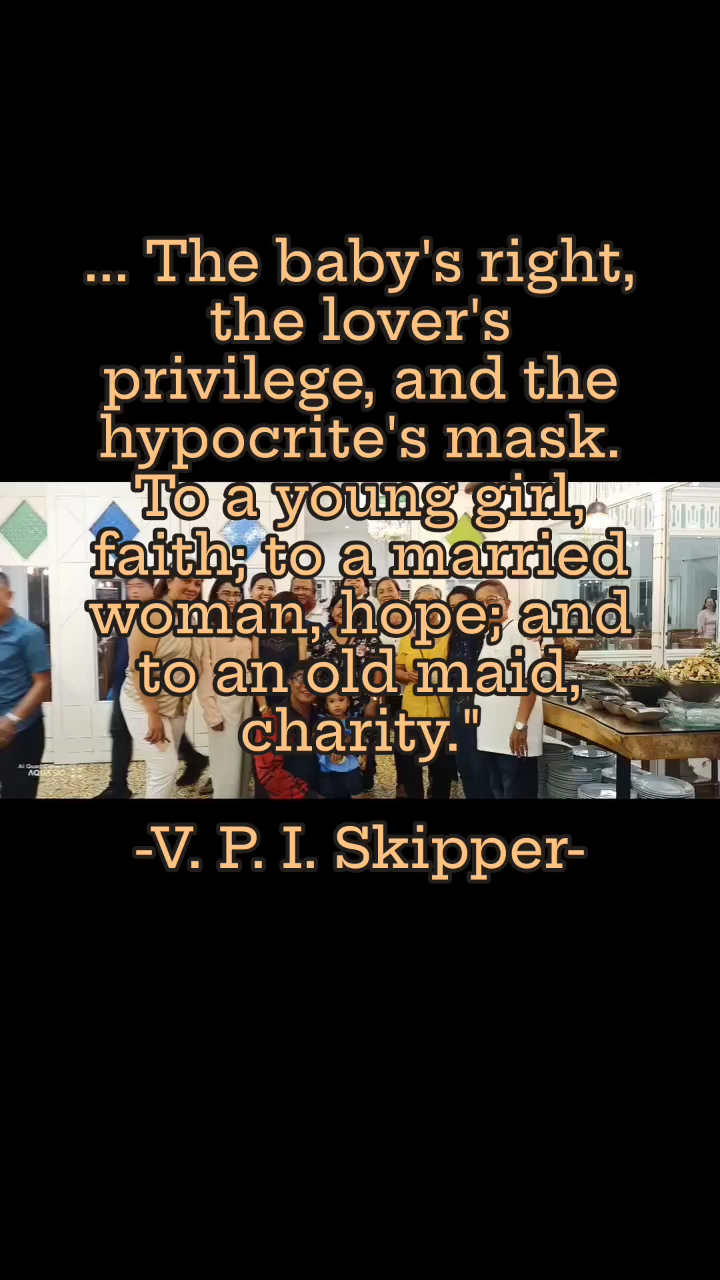 ... The baby's right,
the lover's
privilege, and the
hypocrite's mask.
To a young girl,
faith; to a married
woman, hope; and
to an old maid,
charity."
-V. P. I. Skipper-